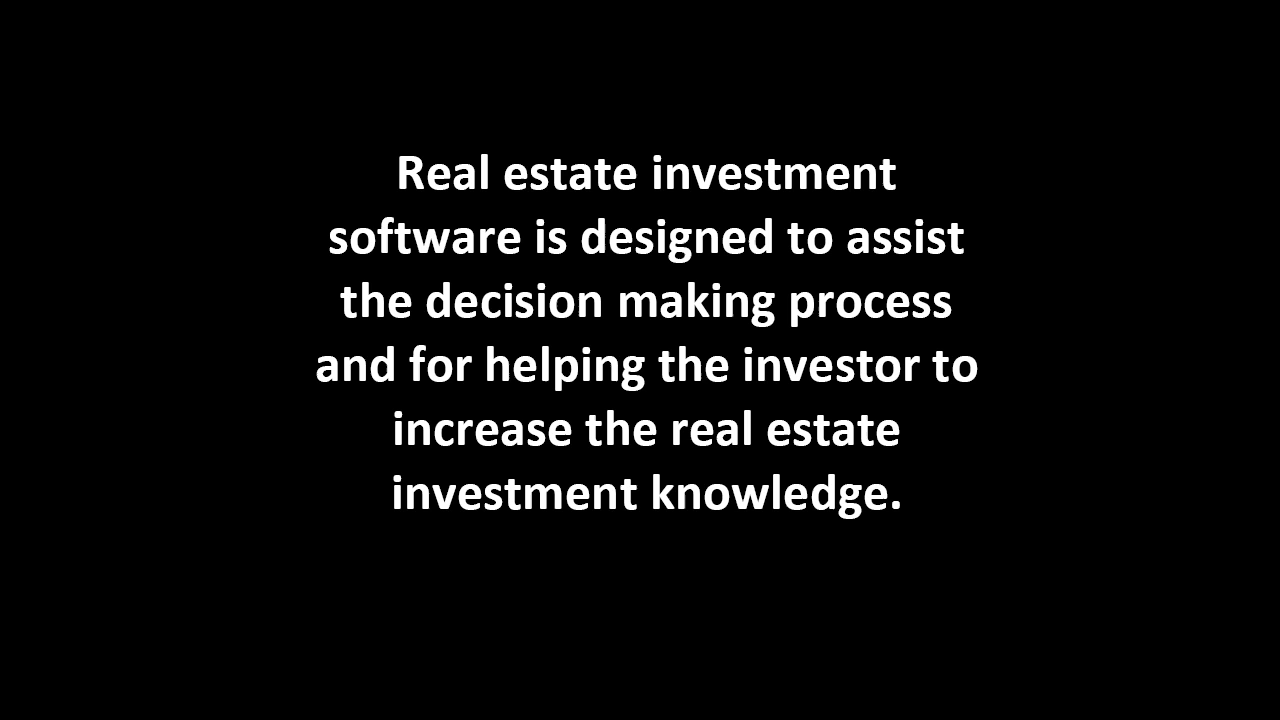 Real estate investment
software is designed to assist
the decision making process
and for helping the investor to
increase the real estate
investment knowledge.